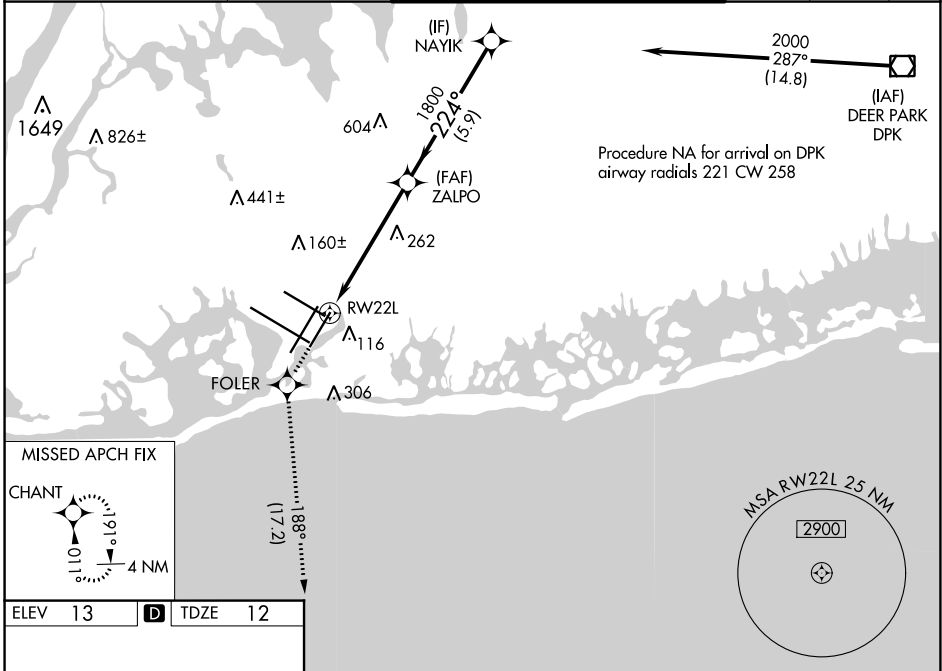 (IF)
NAYIK
2000
287°
(14.8)
(IAF)
DEER PARK
DPK
1649
826±
604
1800
224°
(5.9)
Procedure NA for arrival on DPK
airway radials 221 CW 258
(FAF)
ZALPO
441±
160±
262
RW22L
116
FOLER
306
MISSED APCH FIX
CHANT
191°
011°
4 NM
188°
(17.2)
MSA RW22L 25 NM
2900
ELEV 13 D TDZE 12